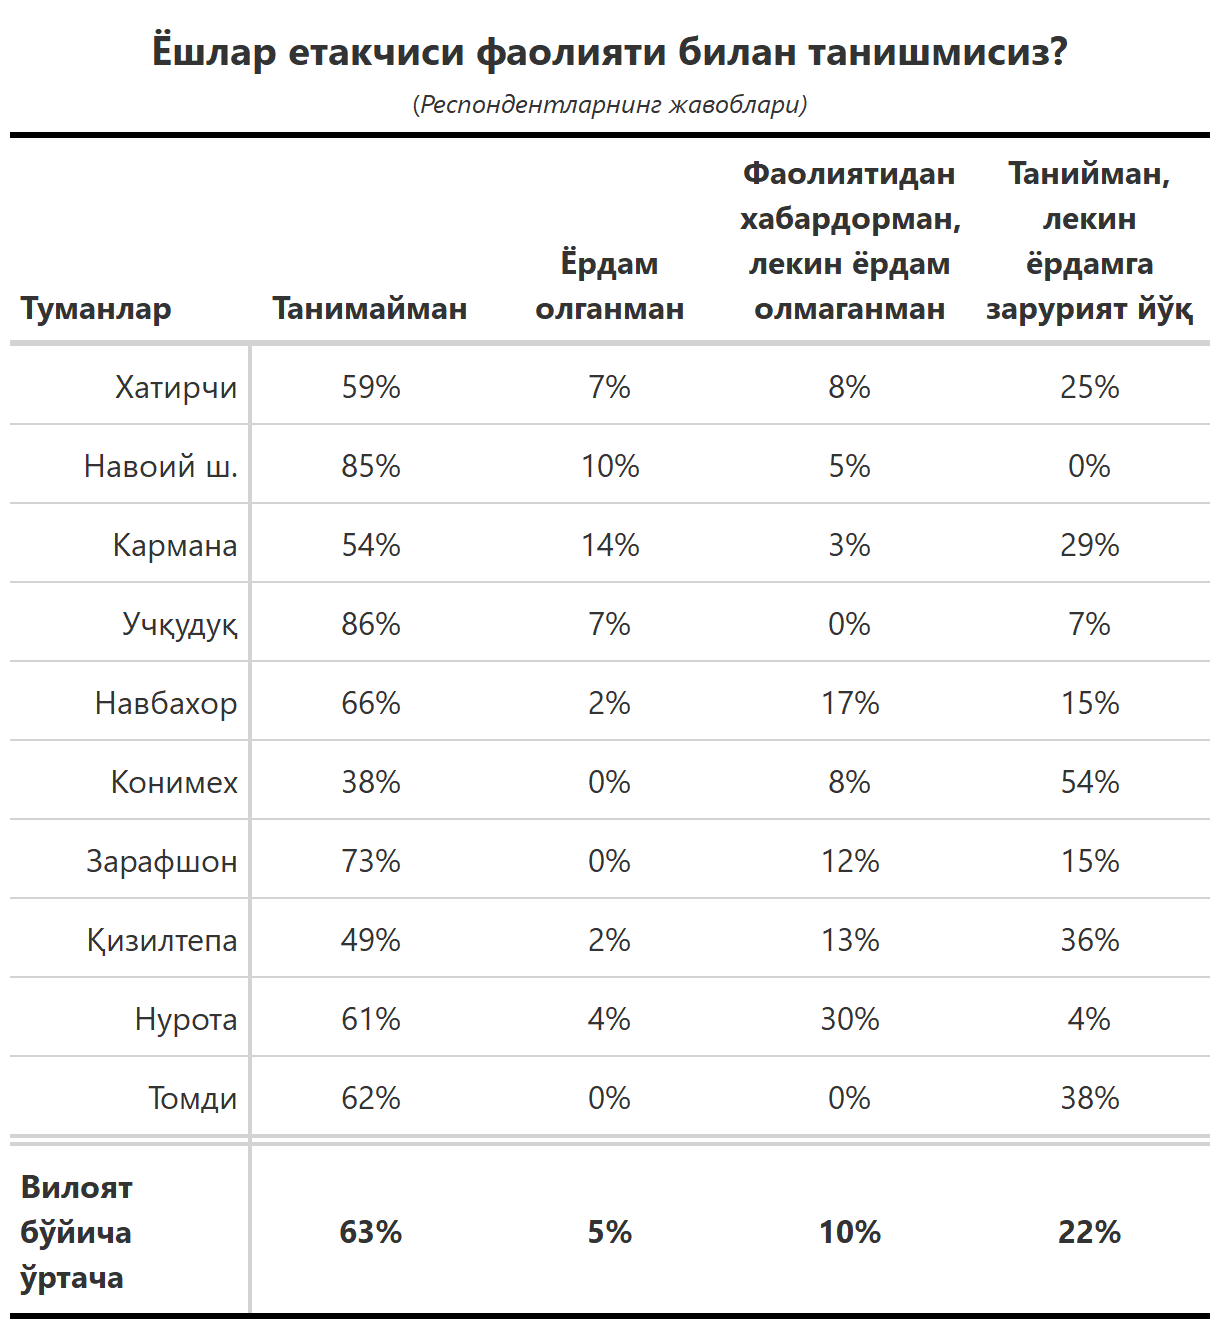 Ёшлар етакчиси фаолияти билан танишмисиз?
(Респондентларнинг жавоблари)
Туманлар Танимайман Ёрдам олганман Фаолиятидан хабардорман, лекин ёрдам олмаганман Танийман, лекин ёрдамга зарурият йўқ
Хатирчи 59% 7% 8% 25%
Навоий ш. 85% 10% 5% 0%
Кармана 54% 14% 3% 29%
Учқудуқ 86% 7% 0% 7%
Навбахор 66% 2% 17% 15%
Конимех 38% 0% 8% 54%
Зарафшон 73% 0% 12% 15%
Қизилтепа 49% 2% 13% 36%
Нурота 61% 4% 30% 4%
Томди 62% 0% 0% 38%
Вилоят бўйича ўртача 63% 5% 10% 22%